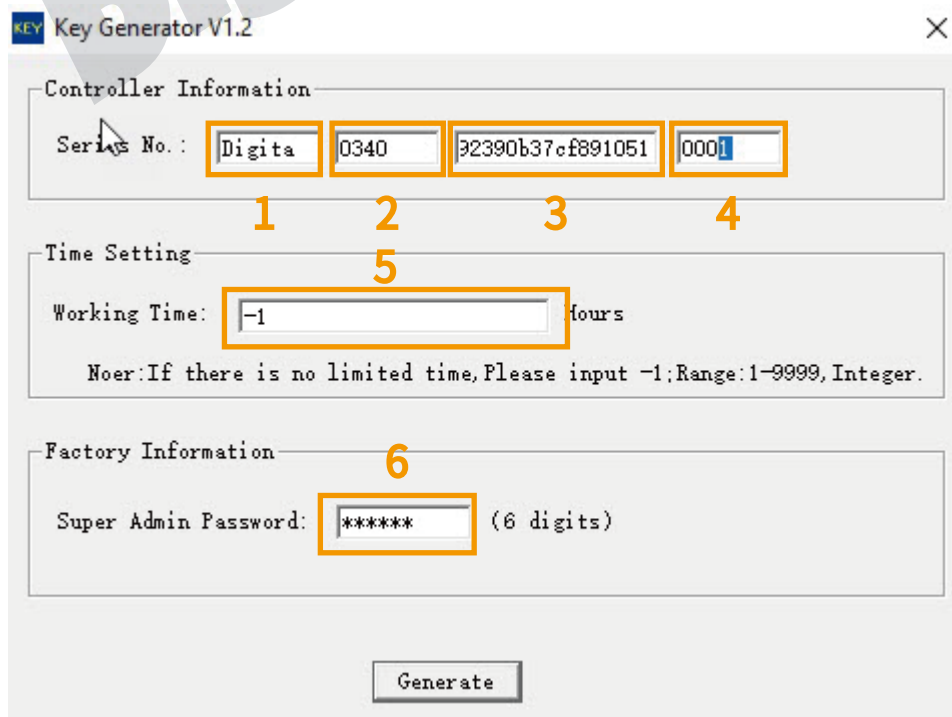 KEY Key Generator V1.2
Controller Information
Series No.: Digita 0340 92390b37cf891051 0001
1 2 3 4
Time Setting
5
Working Time: -1 Hours
Noer:If there is no limited time,Please input -1;Range:1-9999,Integer.
Factory Information
6
Super Admin Password: ****** (6 digits)
Generate